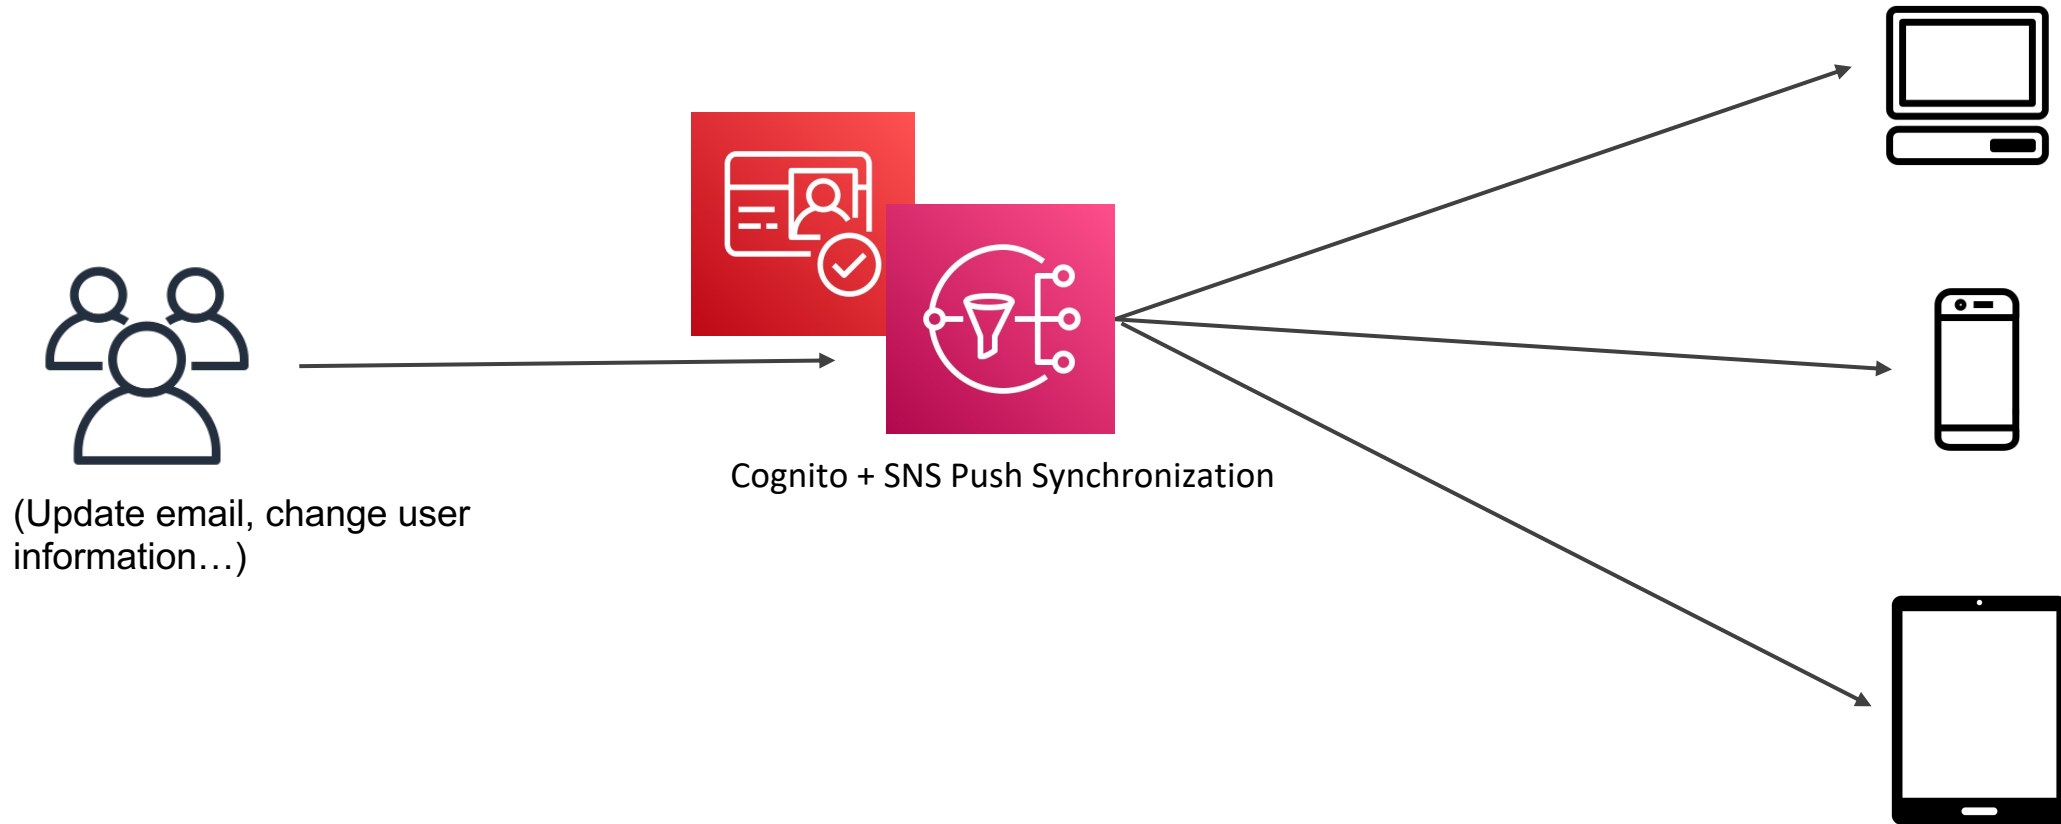 Cognito + SNS Push Synchronization
(Update email, change user
information…)